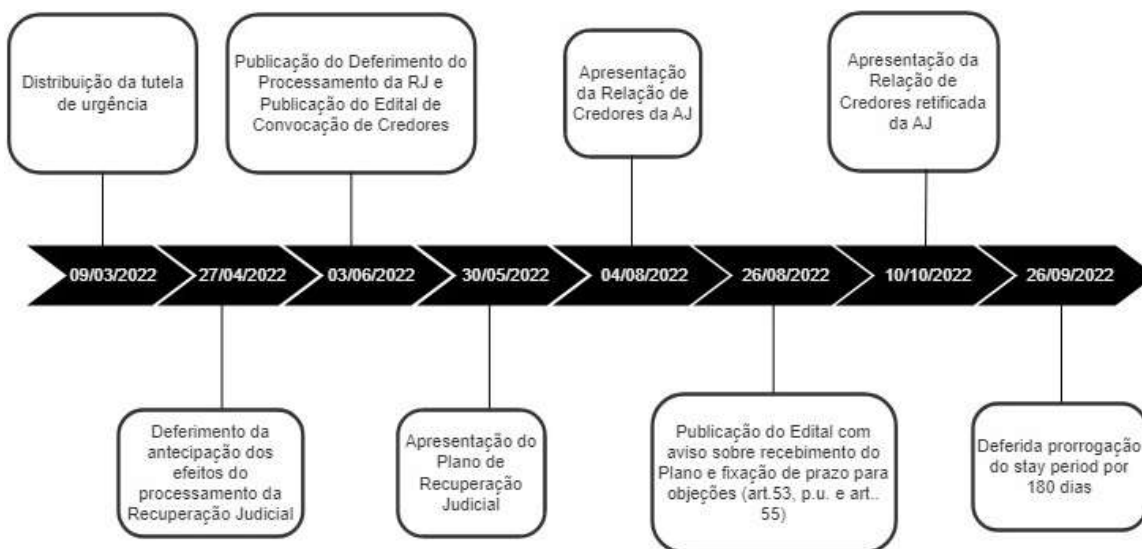 Distribuição da tutela
de urgência
Publicação do Deferimento do
Processamento da RJ e
Publicação do Edital de
Convocação de Credores
Apresentação
da Relação de
Credores da AJ
Apresentação da
Relação de
Credores retificada
da AJ
09/03/2022
27/04/2022
03/06/2022
30/05/2022
04/08/2022
26/08/2022
10/10/2022
26/09/2022
Deferimento da
antecipação dos
efeitos do
processamento da
Recuperação Judicial
Apresentação do
Plano de
Recuperação
Judicial
Publicação do Edital com
aviso sobre recebimento do
Plano e fixação de prazo para
objeções (art.53, p.u. e art..
55)
Deferida prorrogação
do stay period por
180 dias